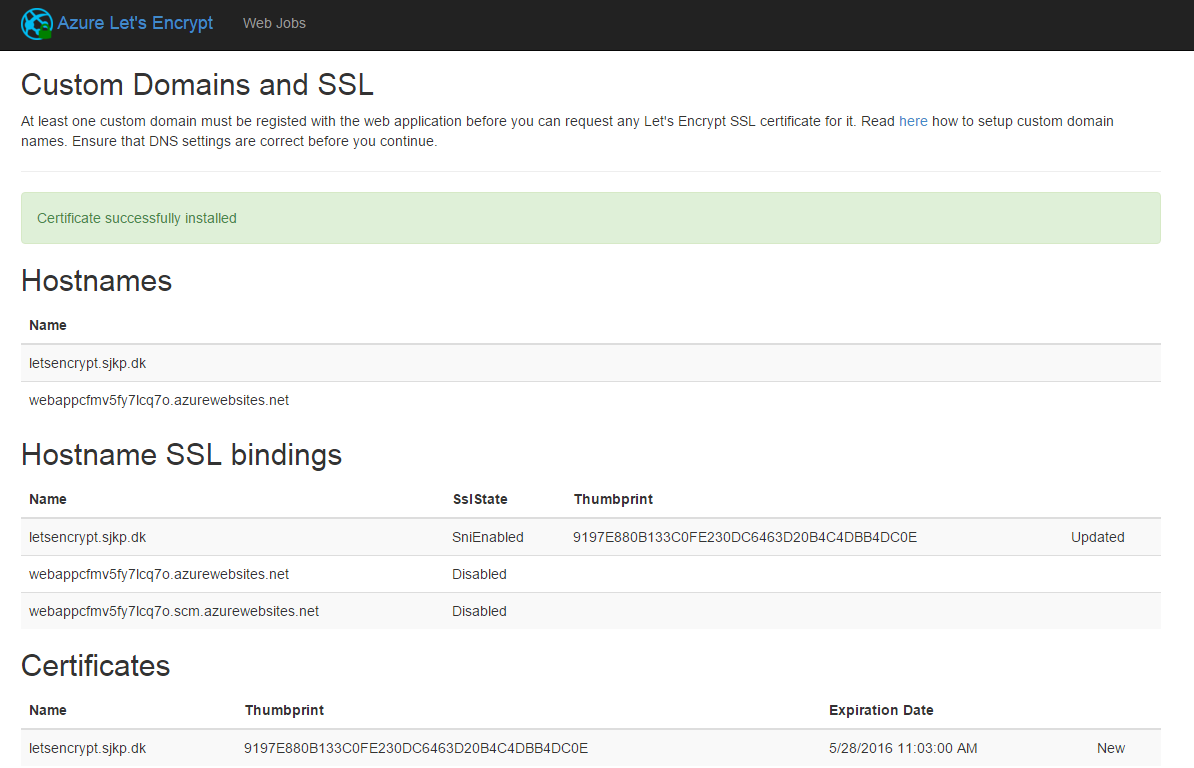 Azure Let's Encrypt Web Jobs
Custom Domains and SSL
At least one custom domain must be registed with the web application before you can request any Let's Encrypt SSL certificate for it. Read here how to setup custom domain
names. Ensure that DNS settings are correct before you continue.
Certificate successfully installed
Hostnames
Name
letsencrypt.sjkp.dk
webappcfmv5fy7lcq7o.azurewebsites.net
Hostname SSL bindings
Name SslState Thumbprint
letsencrypt.sjkp.dk SniEnabled 9197E880B133C0FE230DC6463D20B4C4DBB4DC0E Updated
webappcfmv5fy7lcq7o.azurewebsites.net Disabled
webappcfmv5fy7lcq7o.scm.azurewebsites.net Disabled
Certificates
Name Thumbprint Expiration Date
letsencrypt.sjkp.dk 9197E880B133C0FE230DC6463D20B4C4DBB4DC0E 5/28/2016 11:03:00 AM New